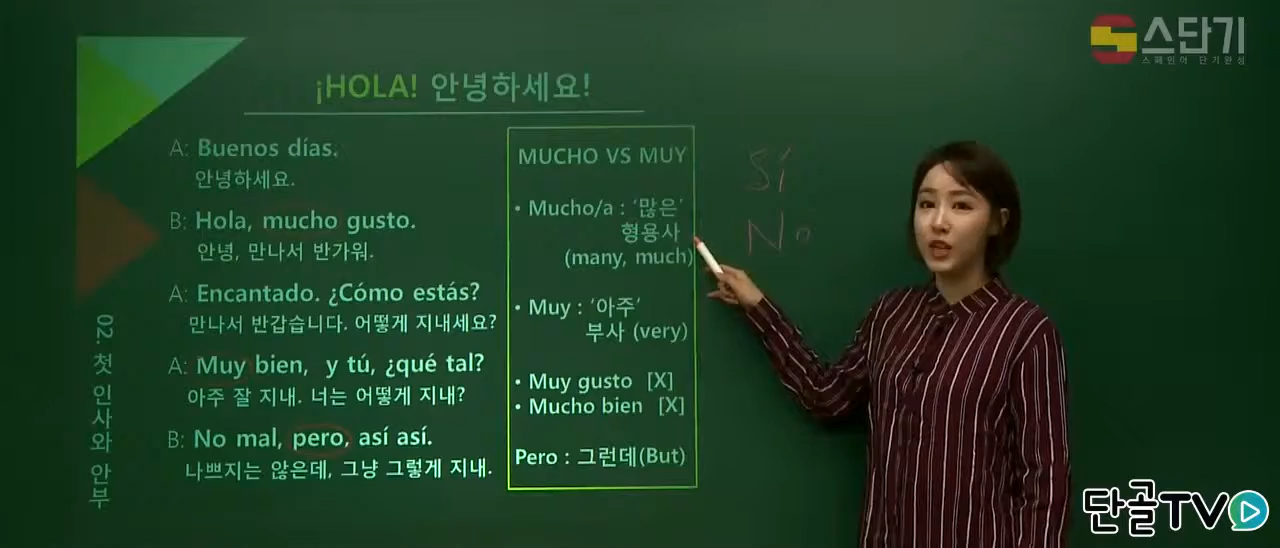 ¡HOLA! 안녕하세요!
A: Buenos días.
안녕하세요.
B: Hola, mucho gusto.
안녕, 만나서 반가워.
A: Encantado. ¿Cómo estás?
만나서 반갑습니다. 어떻게 지내세요?
A: Muy bien, y tú, ¿qué tal?
아주 잘 지내. 너는 어떻게 지내?
B: No mal, pero, así así.
나쁘지는 않은데, 그냥 그렇게 지내.
02. 첫 인사와 안부
MUCHO VS MUY
• Mucho/a : ‘많은’
형용사
(many, much)
• Muy : ‘아주’
부사 (very)
• Muy gusto [X]
• Mucho bien [X]
Pero : 그런데(But)
Sí
No
스단기
스페인어 단기완성
단골TV